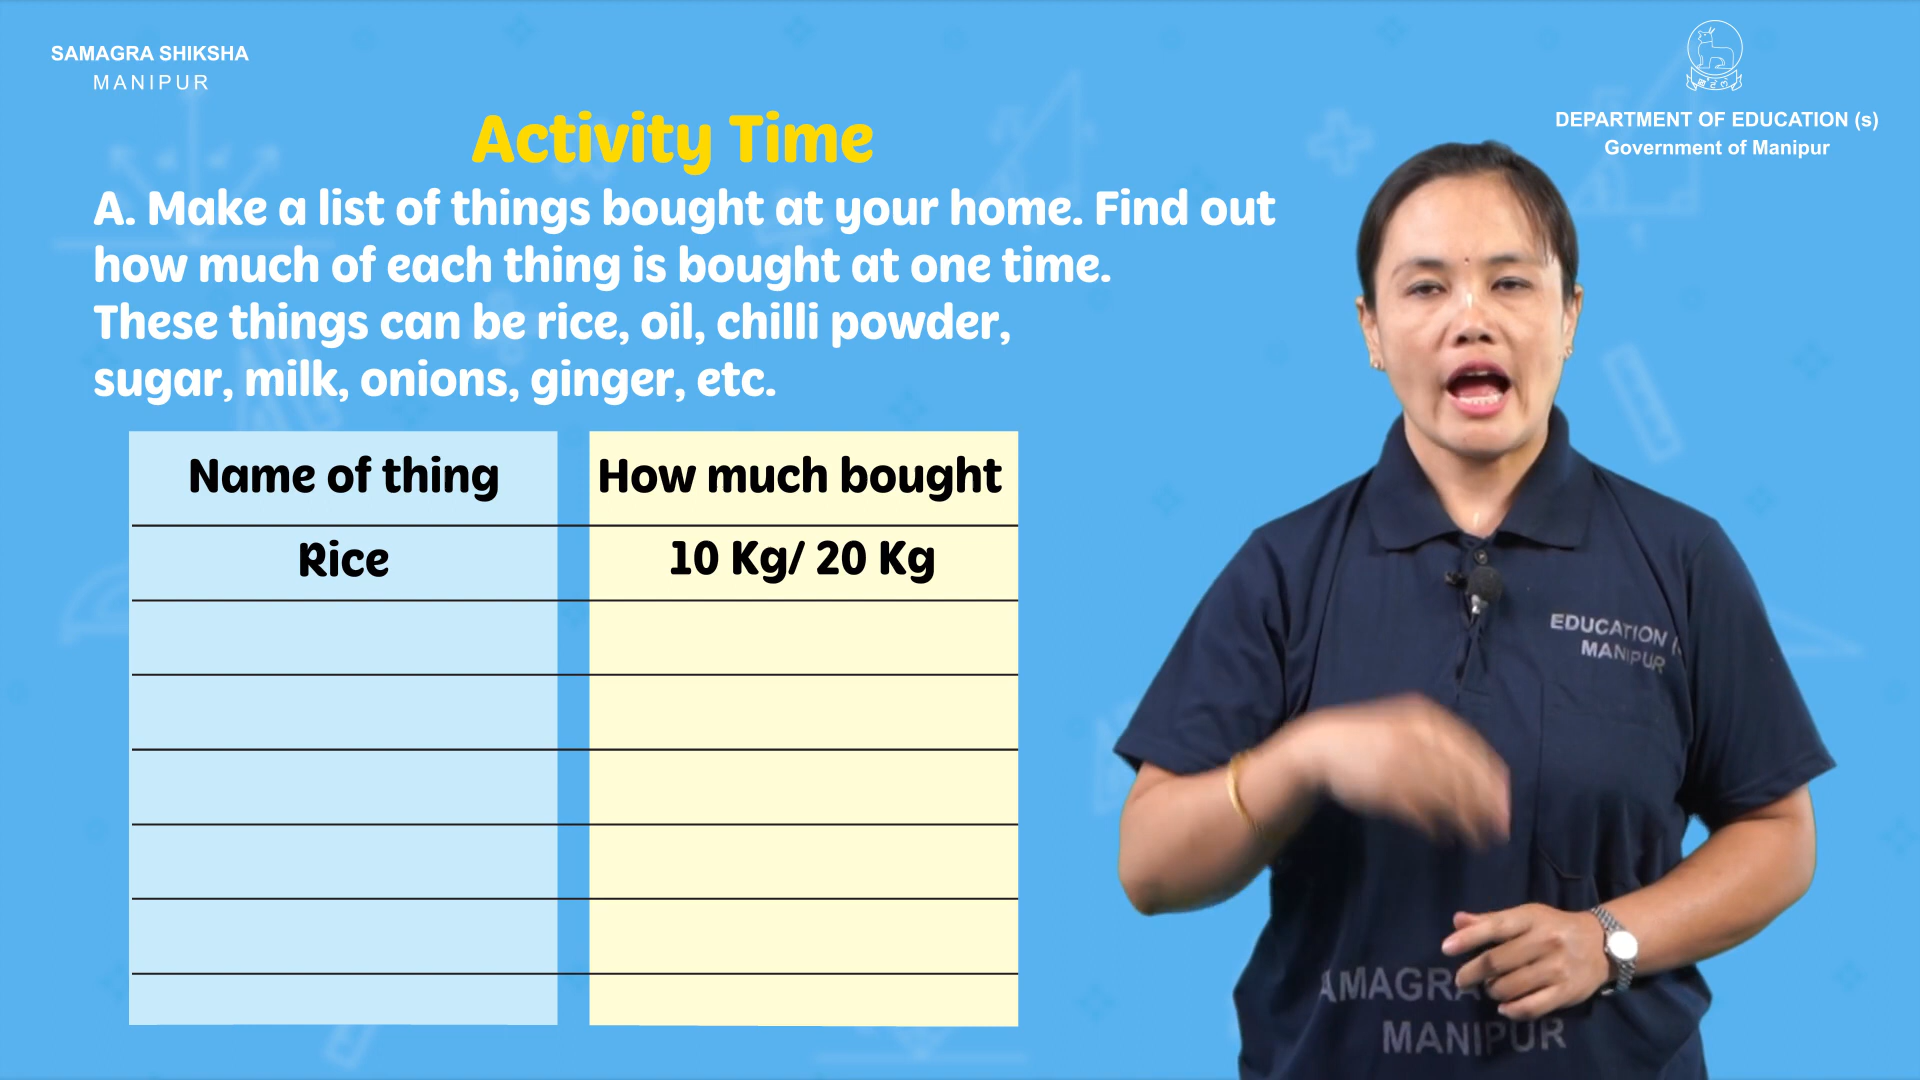 SAMAGRA SHIKSHA
MANIPUR
DEPARTMENT OF EDUCATION (s)
Government of Manipur
Activity Time
A. Make a list of things bought at your home. Find out
how much of each thing is bought at one time.
These things can be rice, oil, chilli powder,
sugar, milk, onions, ginger, etc.
Name of thing
How much bought
Rice
10 Kg/ 20 Kg
EDUCATION
MANIPUR
MANIPUR